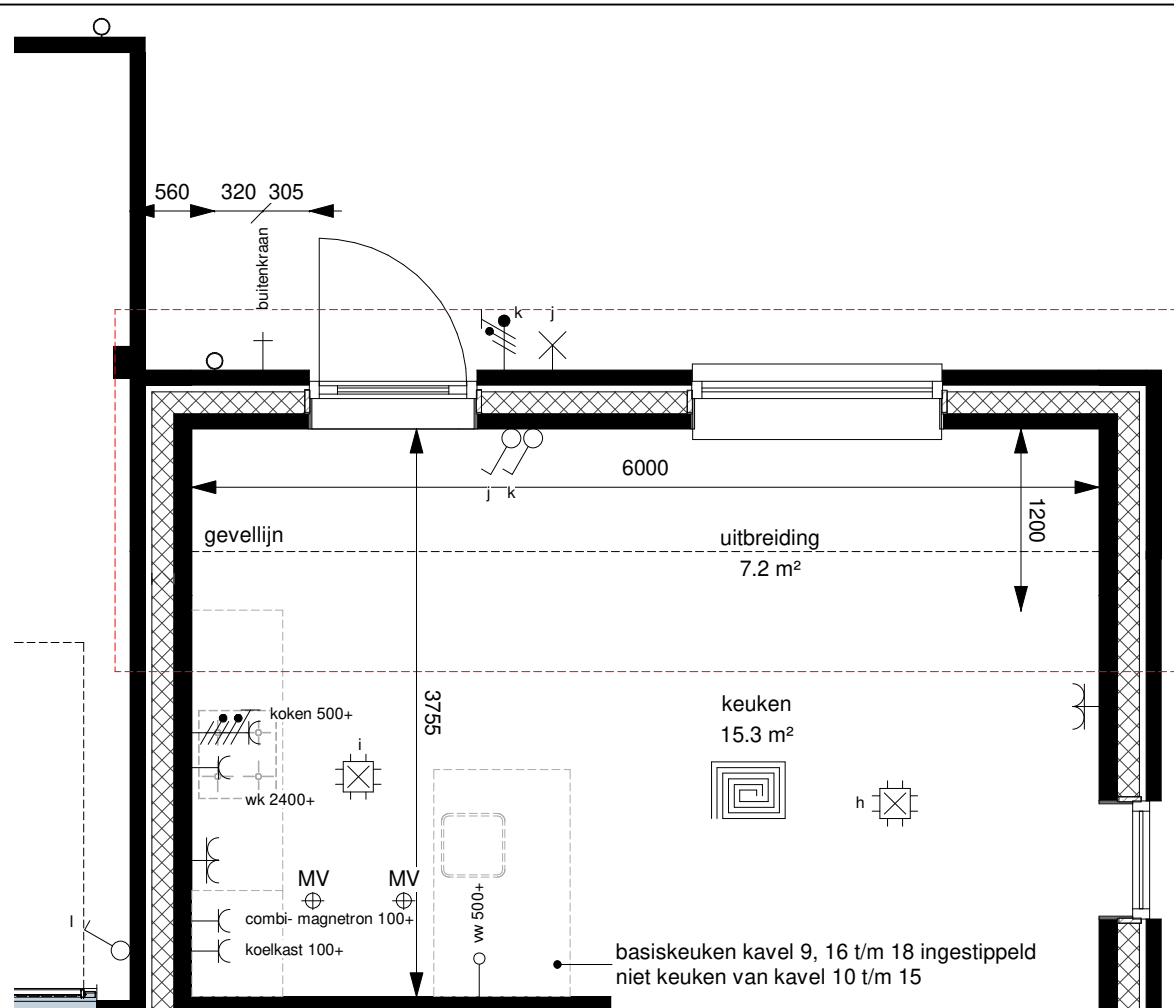 560
320 305
buitenkraan
k
j
6000
j k
1200
gevellijn
uitbreiding
7.2 m²
3755
koken 500+
keuken
15.3 m²
i
wk 2400+
h
MV
MV
vw 500+
combi- magnetron 100+
l
koelkast 100+
basiskeuken kavel 9, 16 t/m 18 ingestippeld
niet keuken van kavel 10 t/m 15